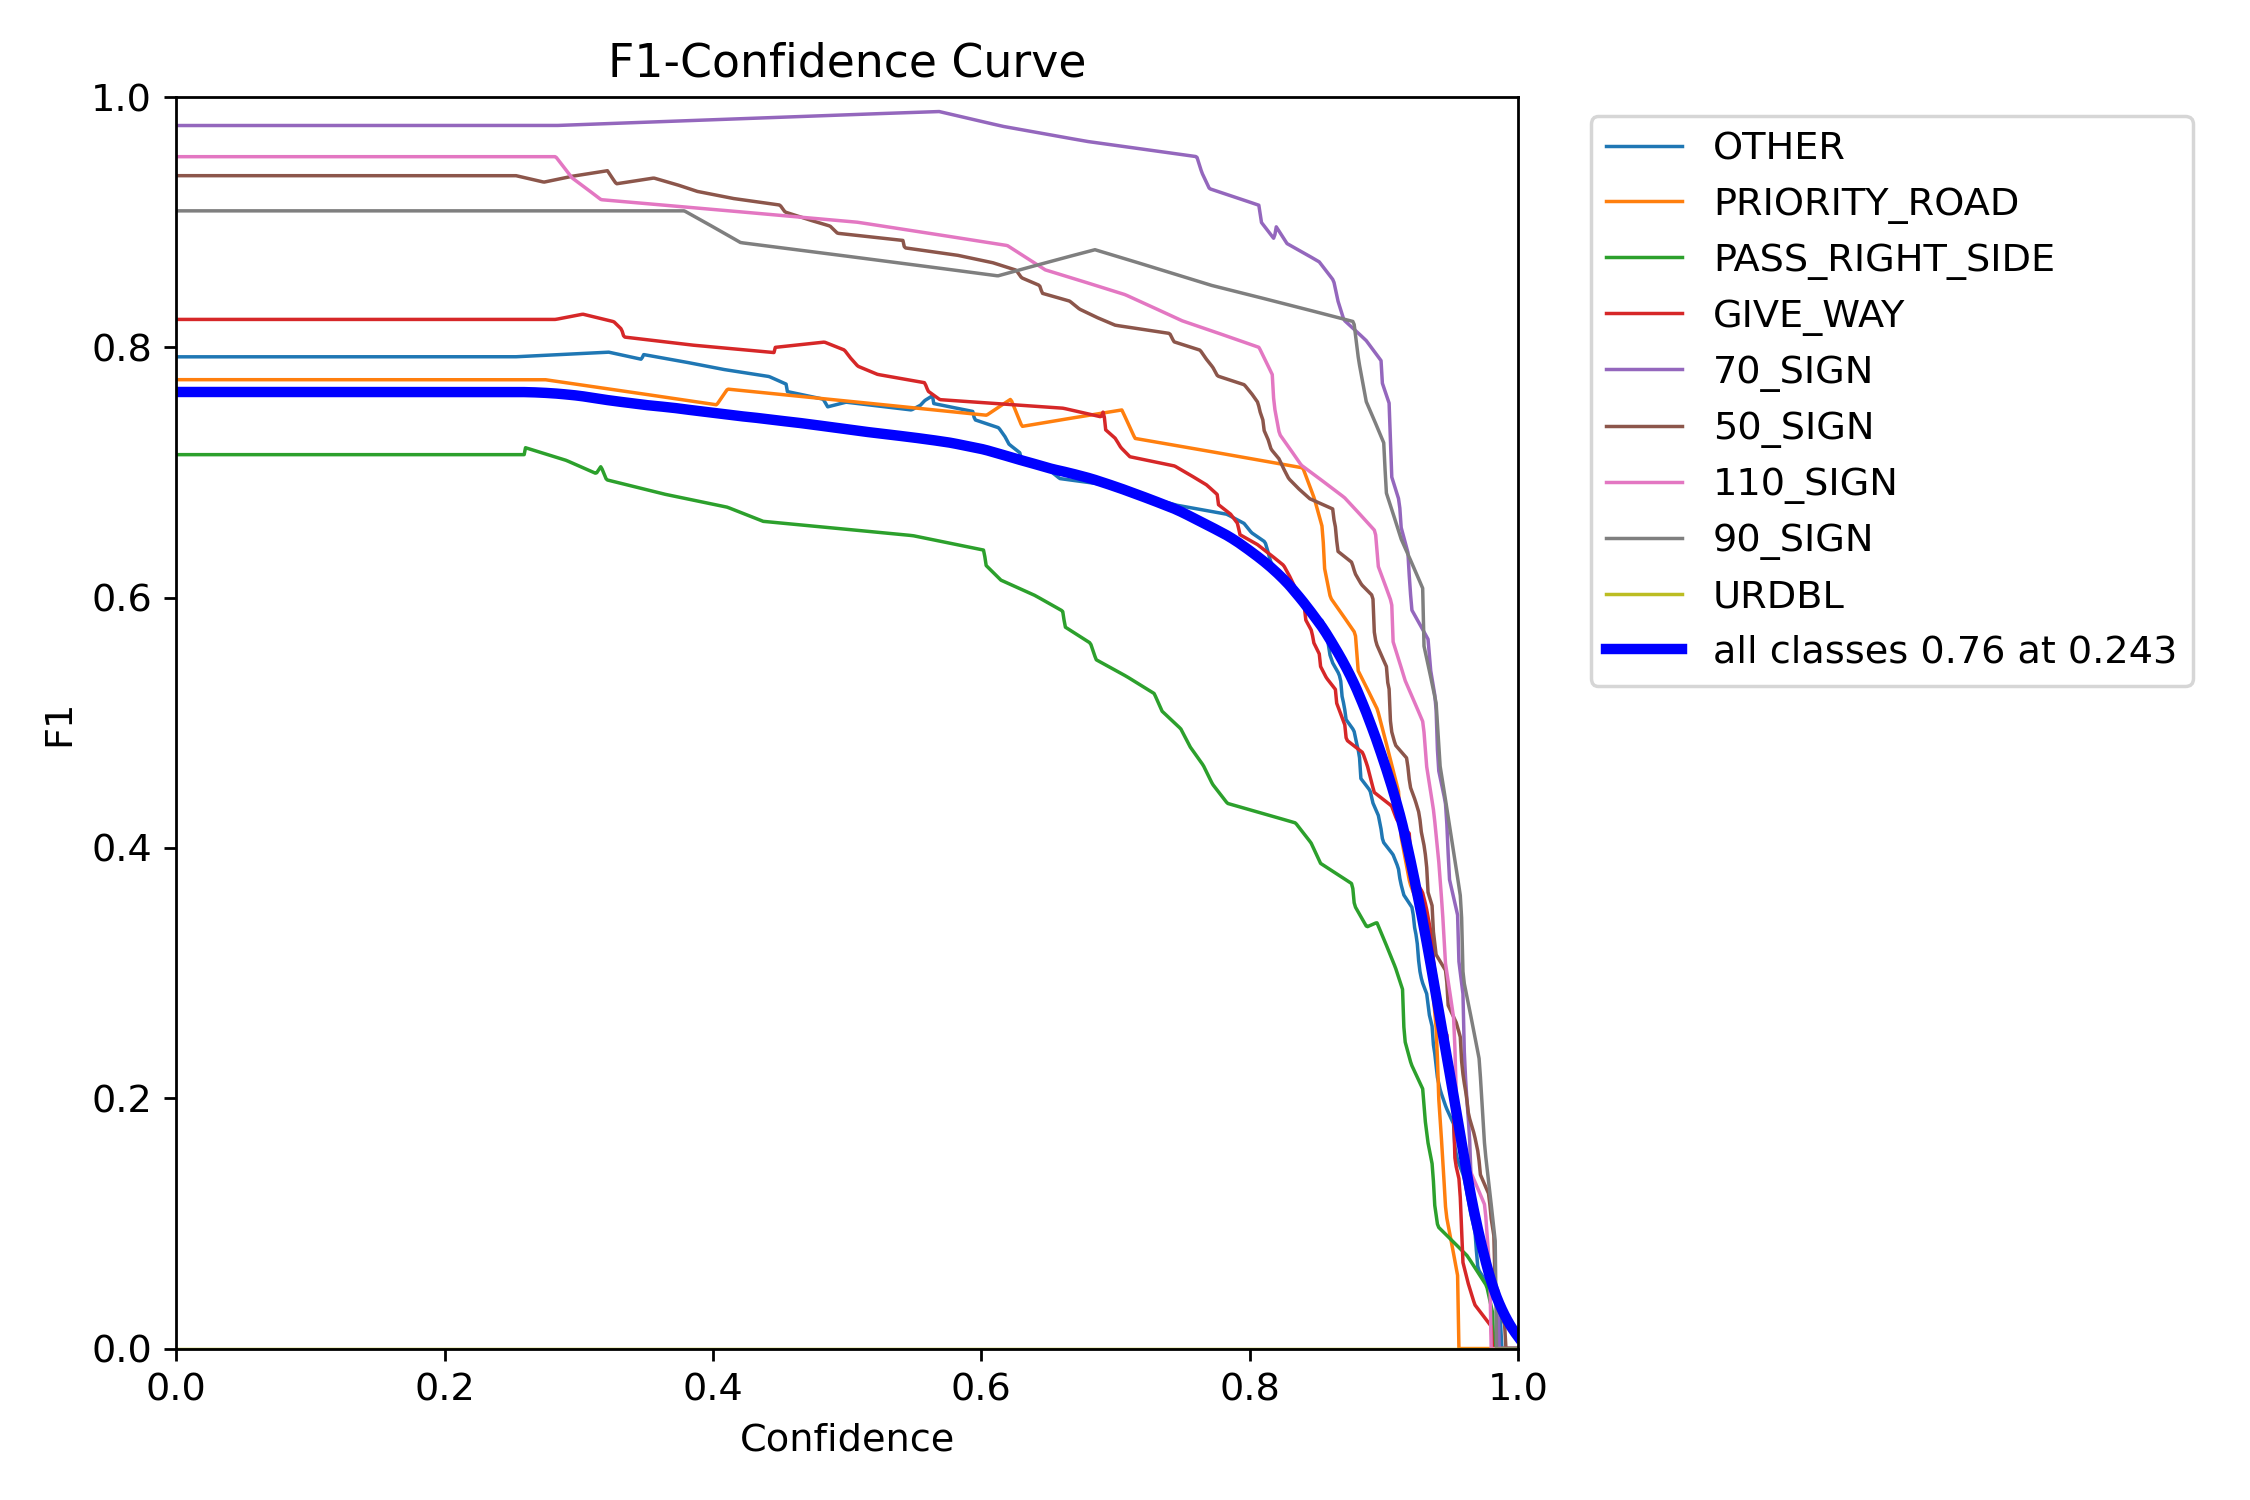 F1-Confidence Curve
1.0
0.8
0.6
0.4
0.2
0.0
F1
0.0 0.2 0.4 0.6 0.8 1.0
Confidence
OTHER
PRIORITY_ROAD
PASS_RIGHT_SIDE
GIVE_WAY
70_SIGN
50_SIGN
110_SIGN
90_SIGN
URDBL
all classes 0.76 at 0.243